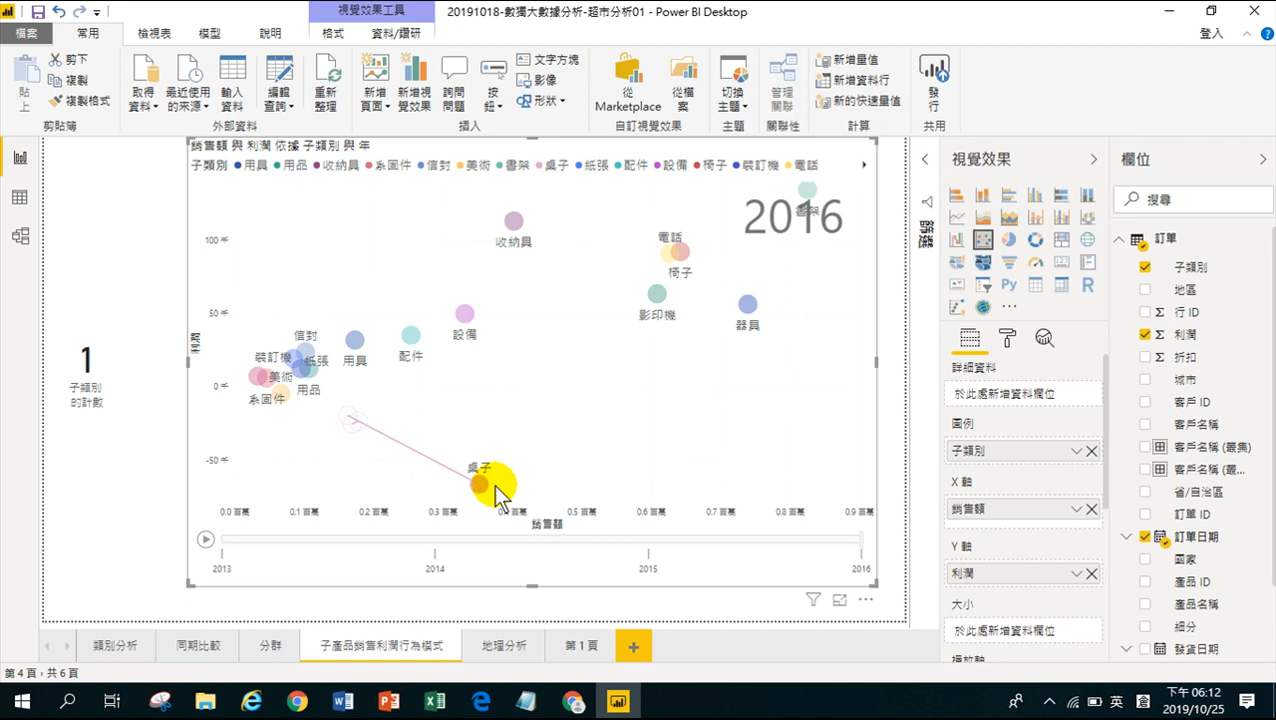 視覺效果工具
20191018-數獨大數據分析-超市分析01 - Power BI Desktop
檔案 常用 檢視表 模型 說明 格式 資料/鑽研 登入
貼上
剪下
複製
複製格式
剪貼簿
取得資料
最近使用的來源
輸入資料
編輯查詢
重新整理
外部資料
新增頁面
新增視覺效果
詢問問題
按鈕
文字方塊
影像
形狀
插入
從 Marketplace
從檔案
自訂視覺效果
切換主題
主題
管理關聯
關聯性
新增量值
新增資料行
新的快速量值
計算
發行
共用
銷售額 與 利潤 依據 子類別 與 年
子類別 用具 用品 收納具 系固件 信封 美術 書架 桌子 紙張 配件 設備 椅子 裝訂機 電話
2016
書架
收納具
電話
椅子
影印機
器具
設備
信封
裝訂機
紙張
用具
配件
美術
用品
系固件
桌子
利潤
100 千
50 千
0 千
-50 千
0.0 百萬 0.1 百萬 0.2 百萬 0.3 百萬 0.4 百萬 0.5 百萬 0.6 百萬 0.7 百萬 0.8 百萬 0.9 百萬
銷售額
2013 2014 2015 2016
1
子類別
的計數
篩選
視覺效果
Py
R
詳細資料
於此處新增資料欄位
圖例
子類別
X 軸
銷售額
Y 軸
利潤
大小
於此處新增資料欄位
播放軸
欄位
搜尋
訂單
子類別
地區
行 ID
利潤
折扣
城市
客戶 ID
客戶名稱
客戶名稱 (叢集)
客戶名稱 (叢...
省/自治區
訂單 ID
訂單日期
國家
產品 ID
產品名稱
細分
發貨日期
類別分析 同期比較 分群 子產品銷售利潤行為模式 地理分析 第 1 頁
第 4 頁，共 6 頁
英
倉
下午 06:12
2019/10/25